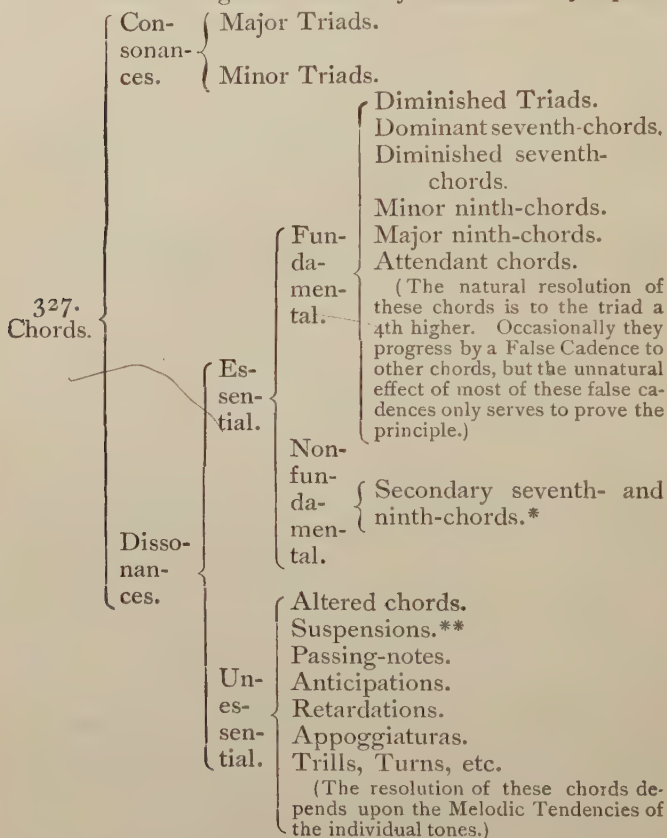 Con-
sonan-
ces.
Major Triads.
Minor Triads.
327.
Chords.
Disso-
nan-
ces.
Es-
sen-
tial.
Fun-
da-
men-
tal.
Diminished Triads.
Dominant seventh-chords.
Diminished seventh-
chords.
Minor ninth-chords.
Major ninth-chords.
Attendant chords.
(The natural resolution of
these chords is to the triad a
4th higher. Occasionally they
progress by a False Cadence to
other chords, but the unnatural
effect of most of these false ca-
dences only serves to prove the
principle.)
Non-
fun-
da-
men-
tal.
Secondary seventh- and
ninth-chords.*
Un-
es-
sen-
tial.
Altered chords.
Suspensions.**
Passing-notes.
Anticipations.
Retardations.
Appoggiaturas.
Trills, Turns, etc.
(The resolution of these chords de-
pends upon the Melodic Tendencies of
the individual tones.)